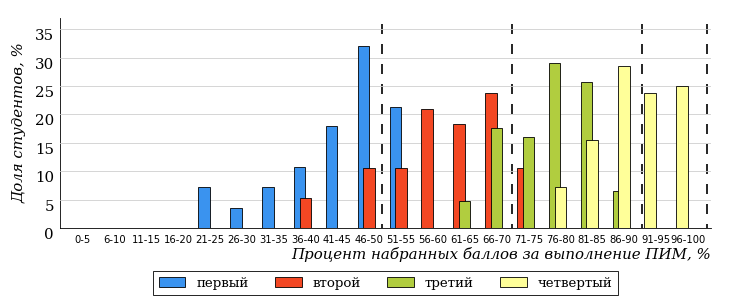 Доля студентов, %
35
30
25
20
15
10
5
0
0-5 6-10 11-15 16-20 21-25 26-30 31-35 36-40 41-45 46-50 51-55 56-60 61-65 66-70 71-75 76-80 81-85 86-90 91-95 96-100
Процент набранных баллов за выполнение ПИМ, %
первый второй третий четвертый